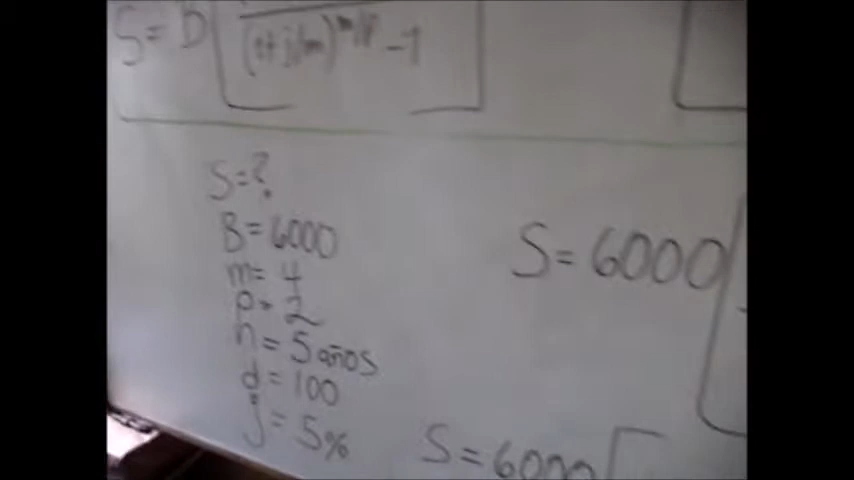 S = B
(1+j/m)^m/p - 1
S=?
B=6000
m= 4
p= 2
n = 5 años
d = 100
j = 5%
S = 6000
S = 6000